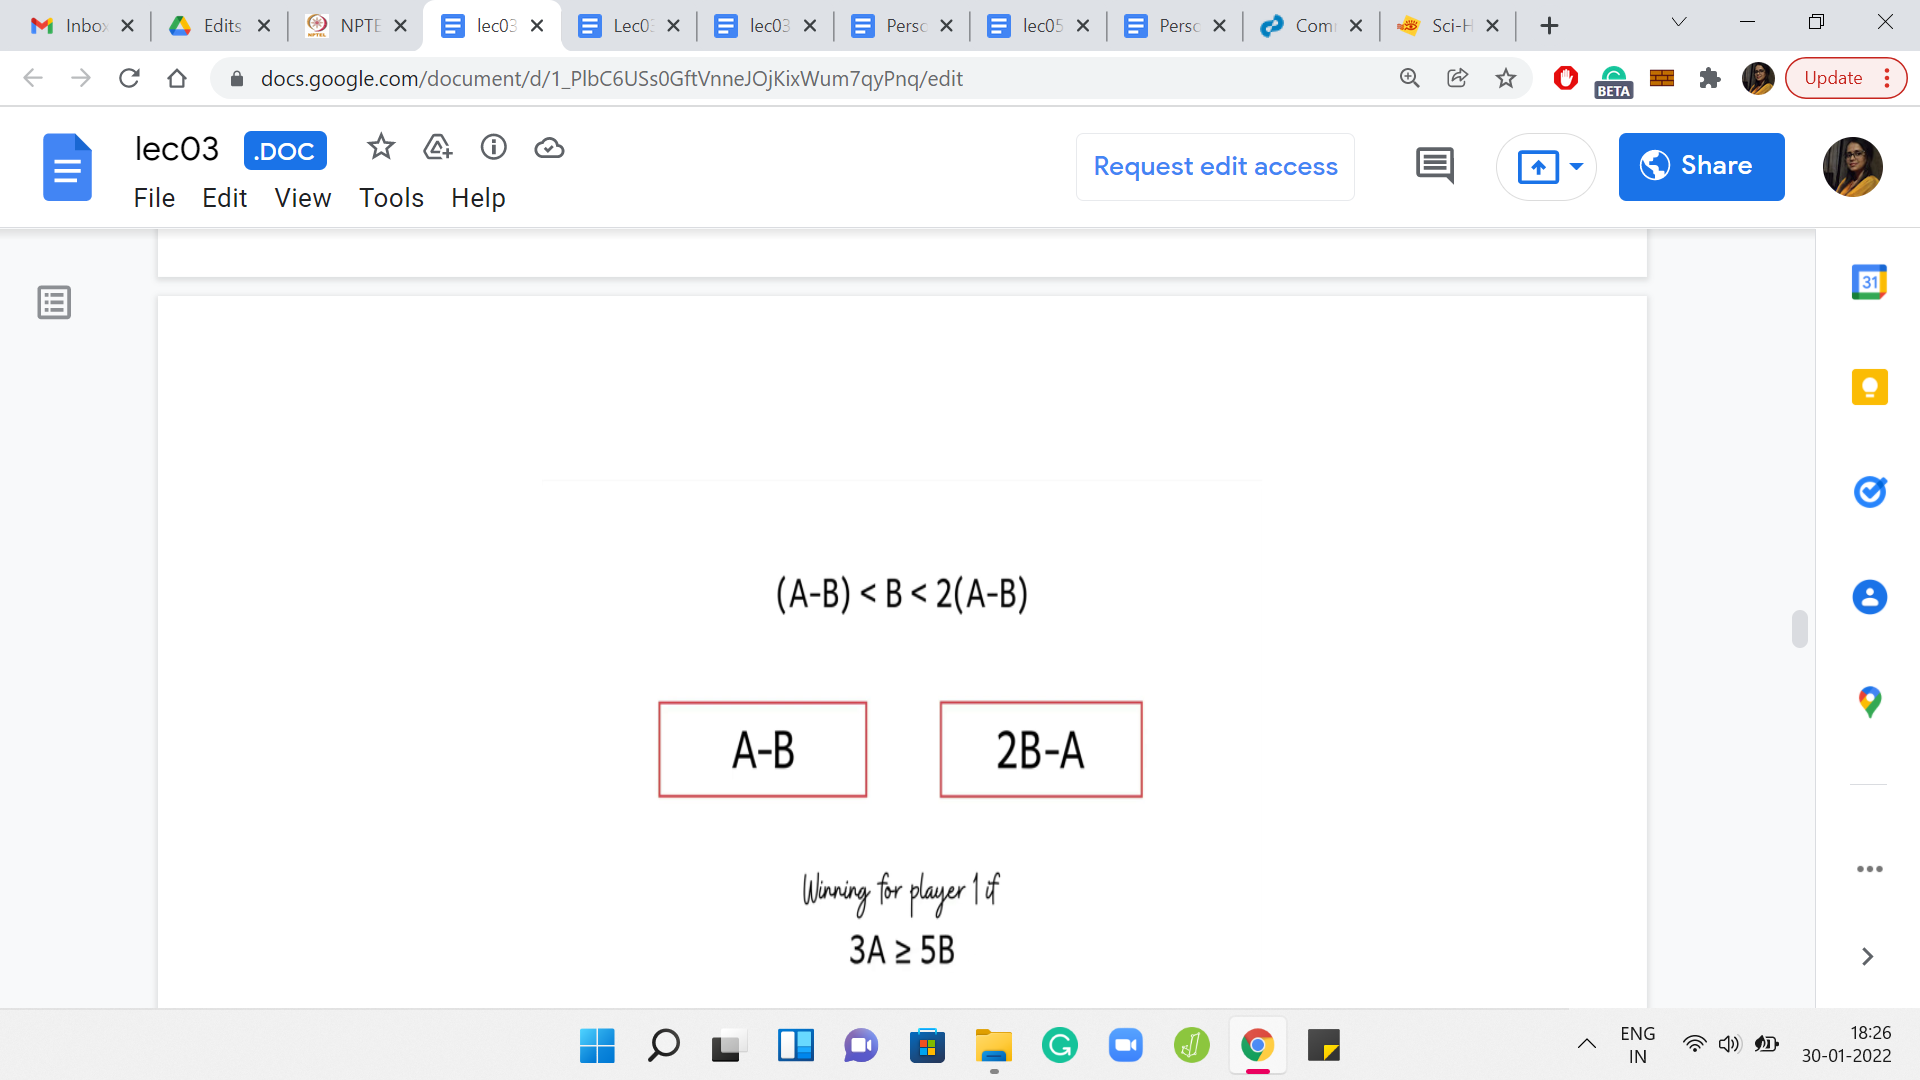 Inbox
Edits
NPTE
lec03
Lec03
lec03
Perso
lec05
Perso
Com
Sci-H
docs.google.com/document/d/1_PlbC6USs0GftVnneJOjKixWum7qyPnq/edit
BETA
Update
lec03 .DOC
File Edit View Tools Help
Request edit access
Share
31
(A-B) < B < 2(A-B)
A-B
2B-A
Winning for player 1 if
3A ≥ 5B
ENG
IN
18:26
30-01-2022